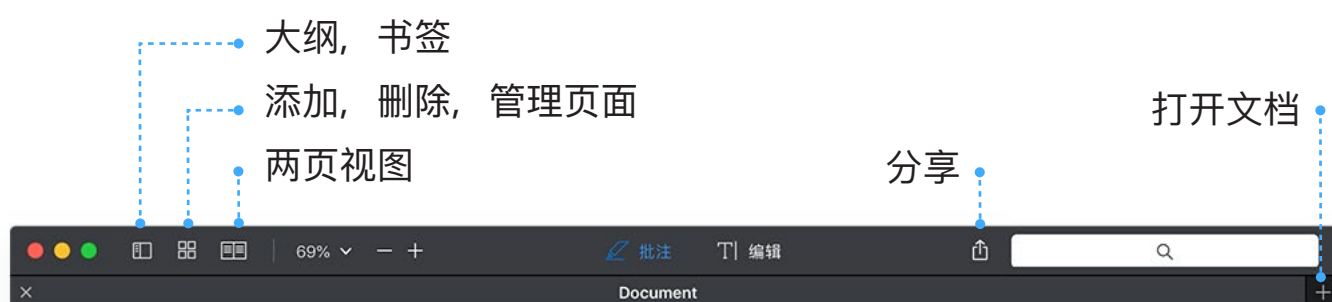 大纲, 书签
添加, 删除, 管理页面
打开文档
两页视图
分享
69%
批注
编辑
Document